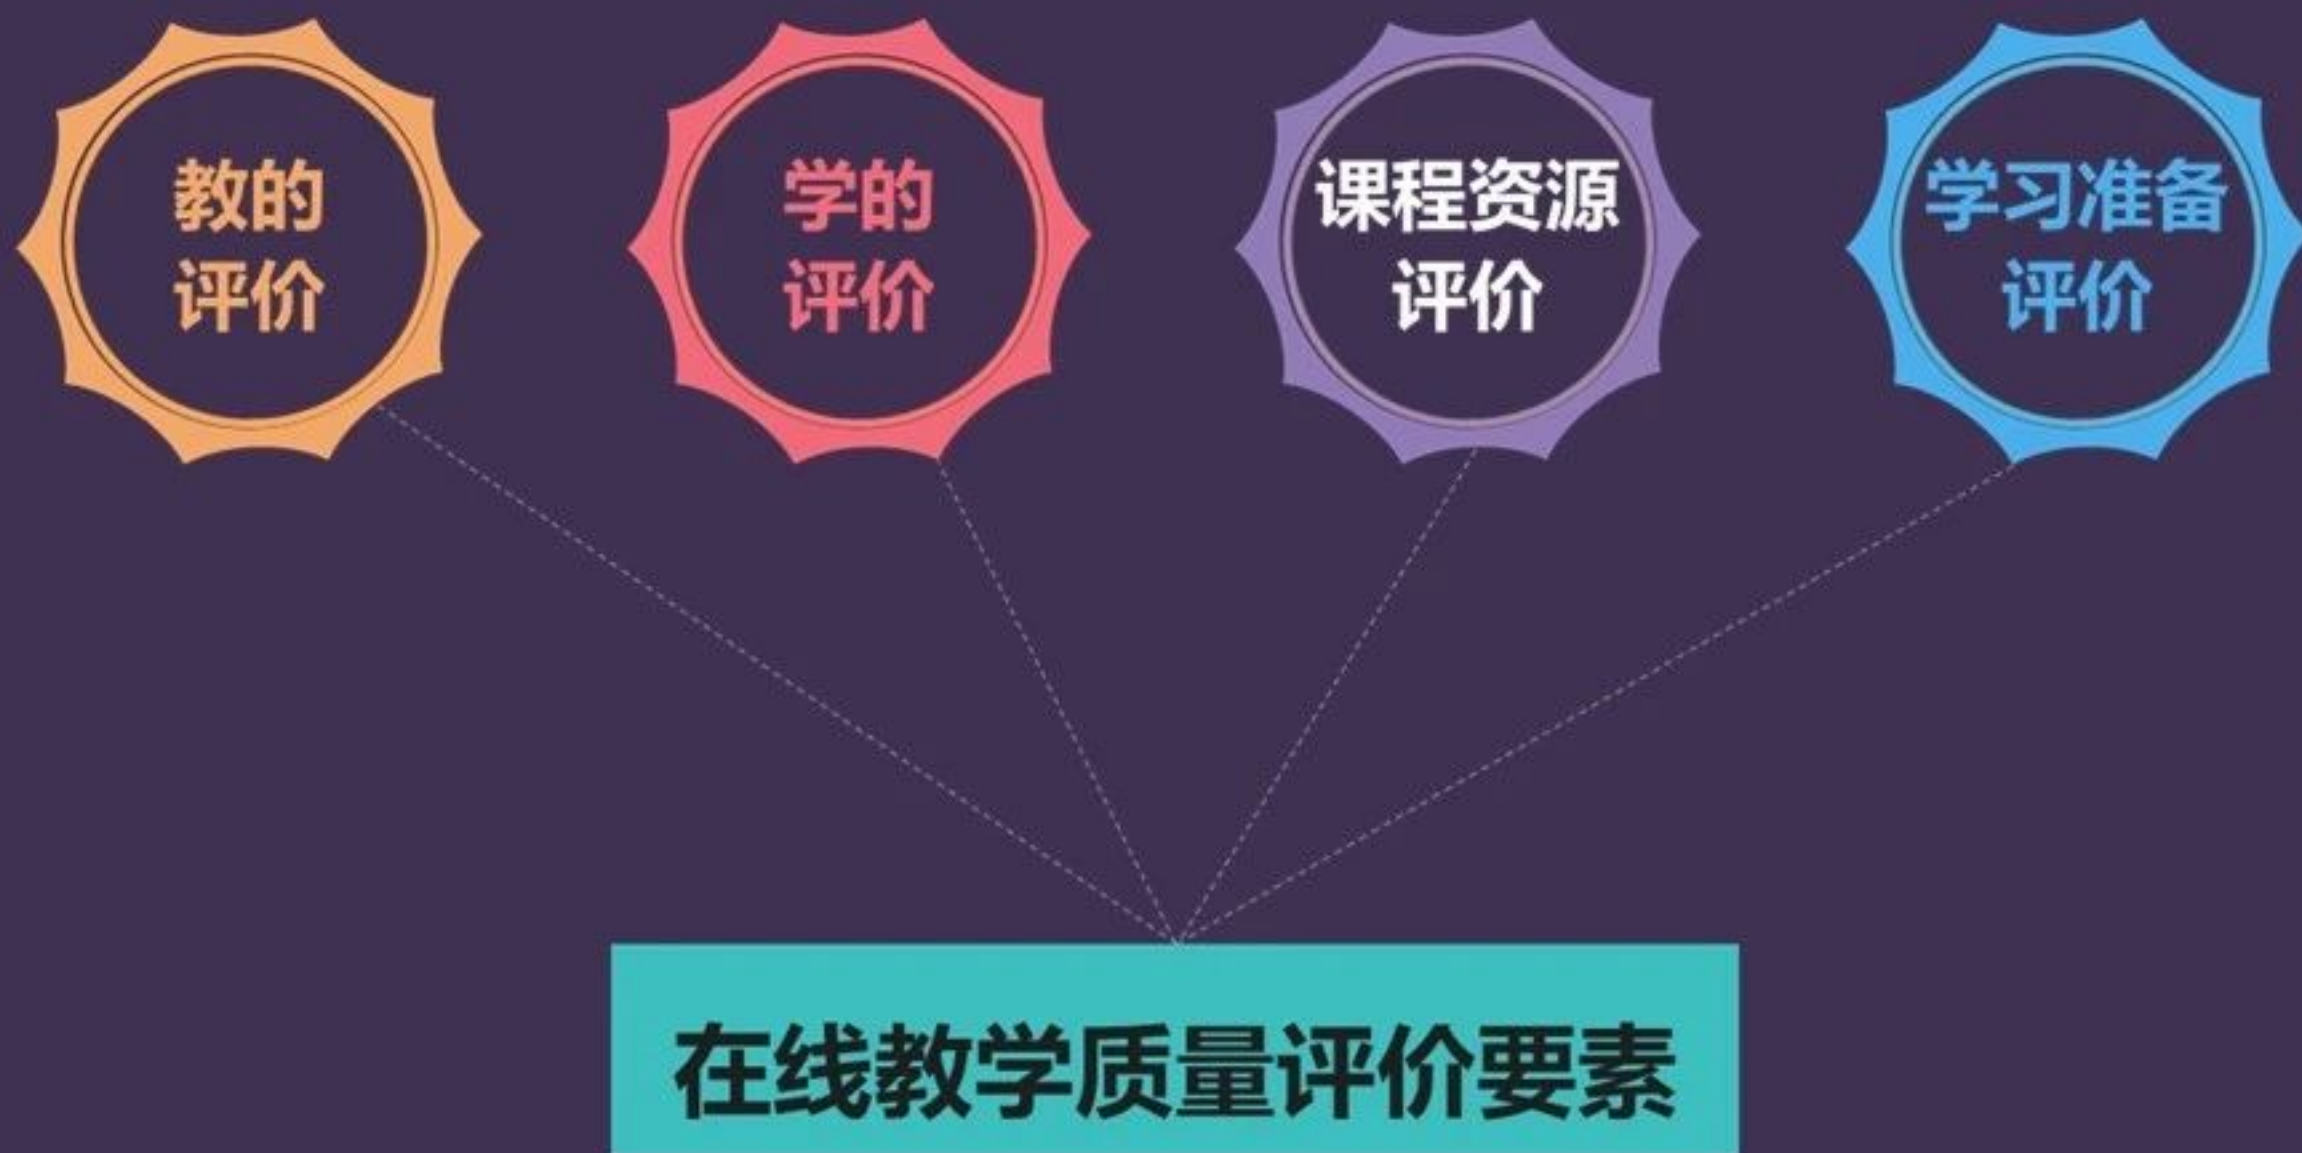 教的
评价
学的
评价
课程资源
评价
学习准备
评价
在线教学质量评价要素